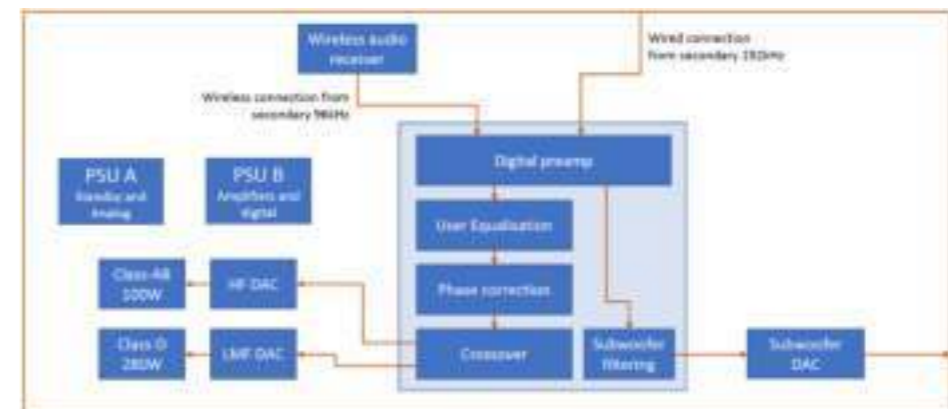 Wireless audio
receiver
Wired connection
from secondary 192kHz
Wireless connection from
secondary 96kHz
Digital preamp
PSU A
Standby and
Analog
PSU B
Amplifiers and
digital
User Equalisation
Phase correction
Class-AB
100W
HF DAC
Class D
280W
LMF DAC
Crossover
Subwoofer
filtering
Subwoofer
DAC